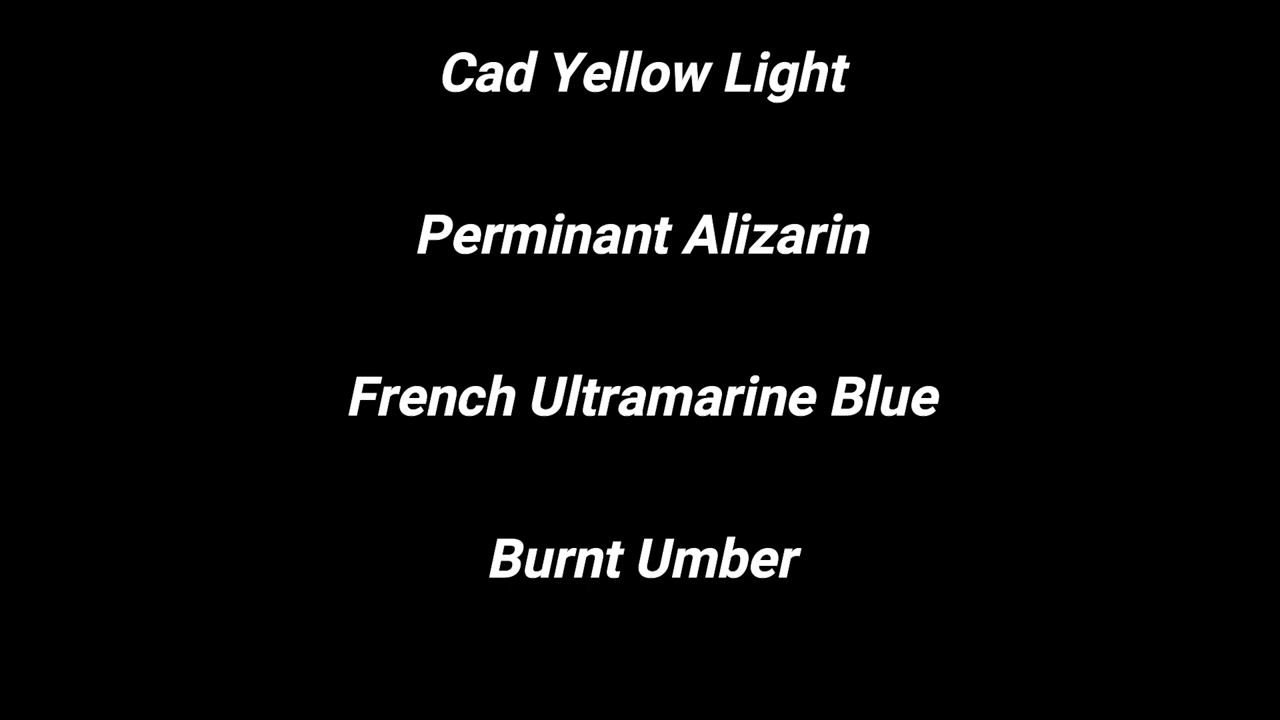 Cad Yellow Light
Perminant Alizarin
French Ultramarine Blue
Burnt Umber